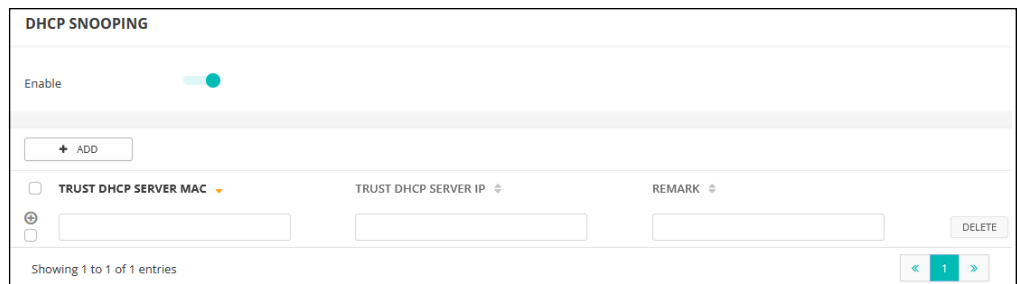 DHCP SNOOPING
Enable
+ ADD
TRUST DHCP SERVER MAC TRUST DHCP SERVER IP REMARK
DELETE
Showing 1 to 1 of 1 entries « 1 »